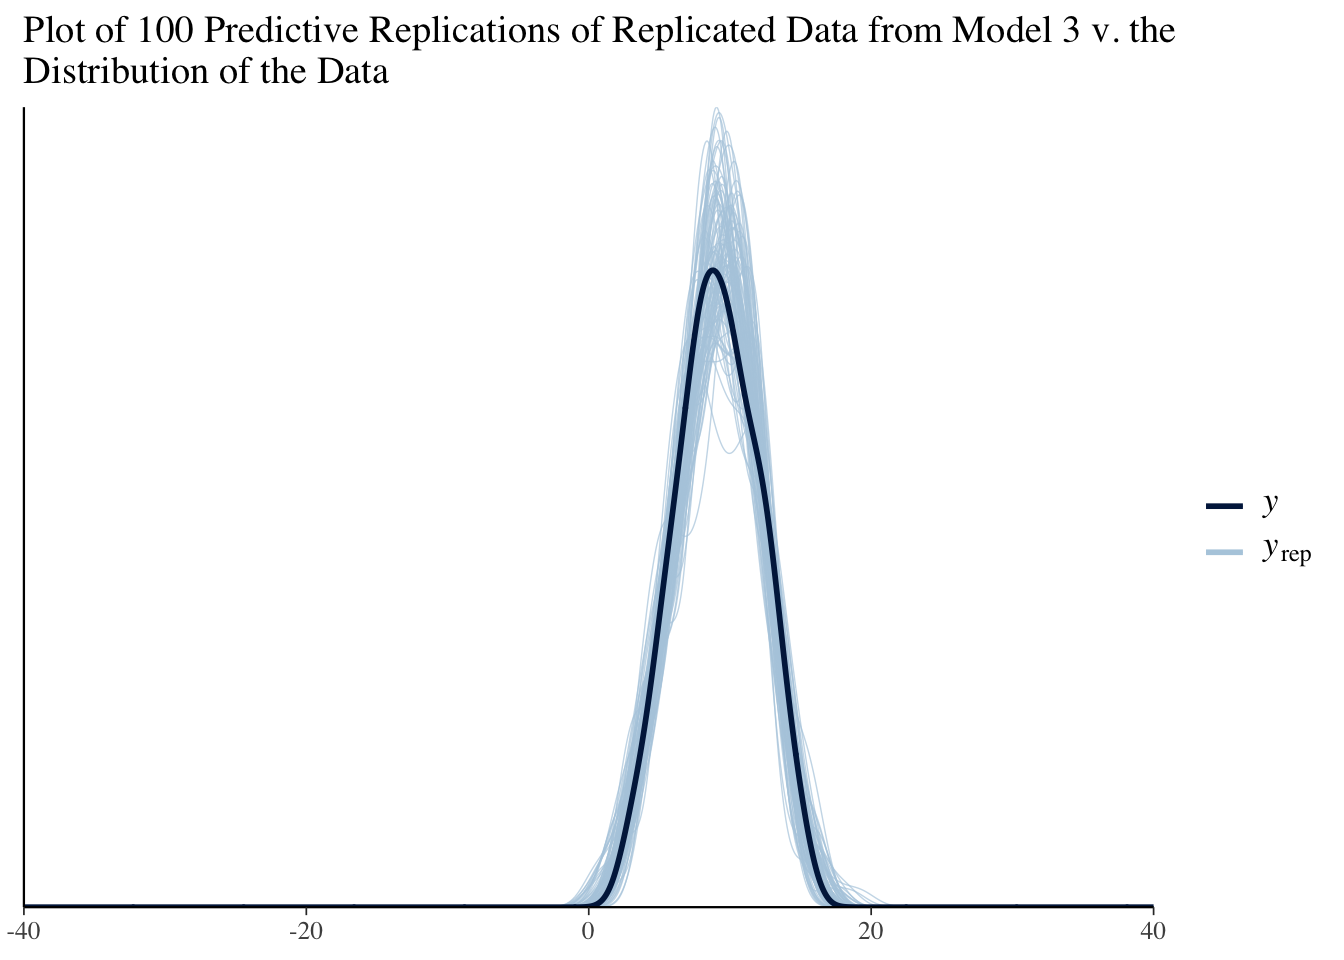 Plot of 100 Predictive Replications of Replicated Data from Model 3 v. the
Distribution of the Data
y
yrep
-40 -20 0 20 40